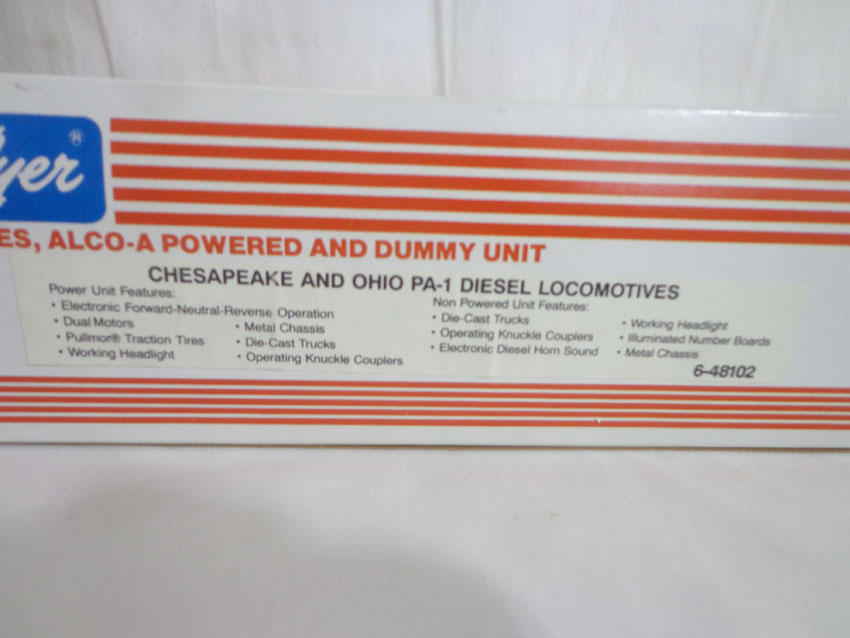 yer®
ES, ALCO-A POWERED AND DUMMY UNIT
CHESAPEAKE AND OHIO PA-1 DIESEL LOCOMOTIVES
Power Unit Features:
• Electronic Forward-Neutral-Reverse Operation
• Dual Motors
• Pullmor® Traction Tires
• Working Headlight
• Metal Chassis
• Die-Cast Trucks
• Operating Knuckle Couplers
Non Powered Unit Features:
• Die-Cast Trucks
• Operating Knuckle Couplers
• Electronic Diesel Horn Sound
• Working Headlight
• Illuminated Number Boards
• Metal Chassis
6-48102